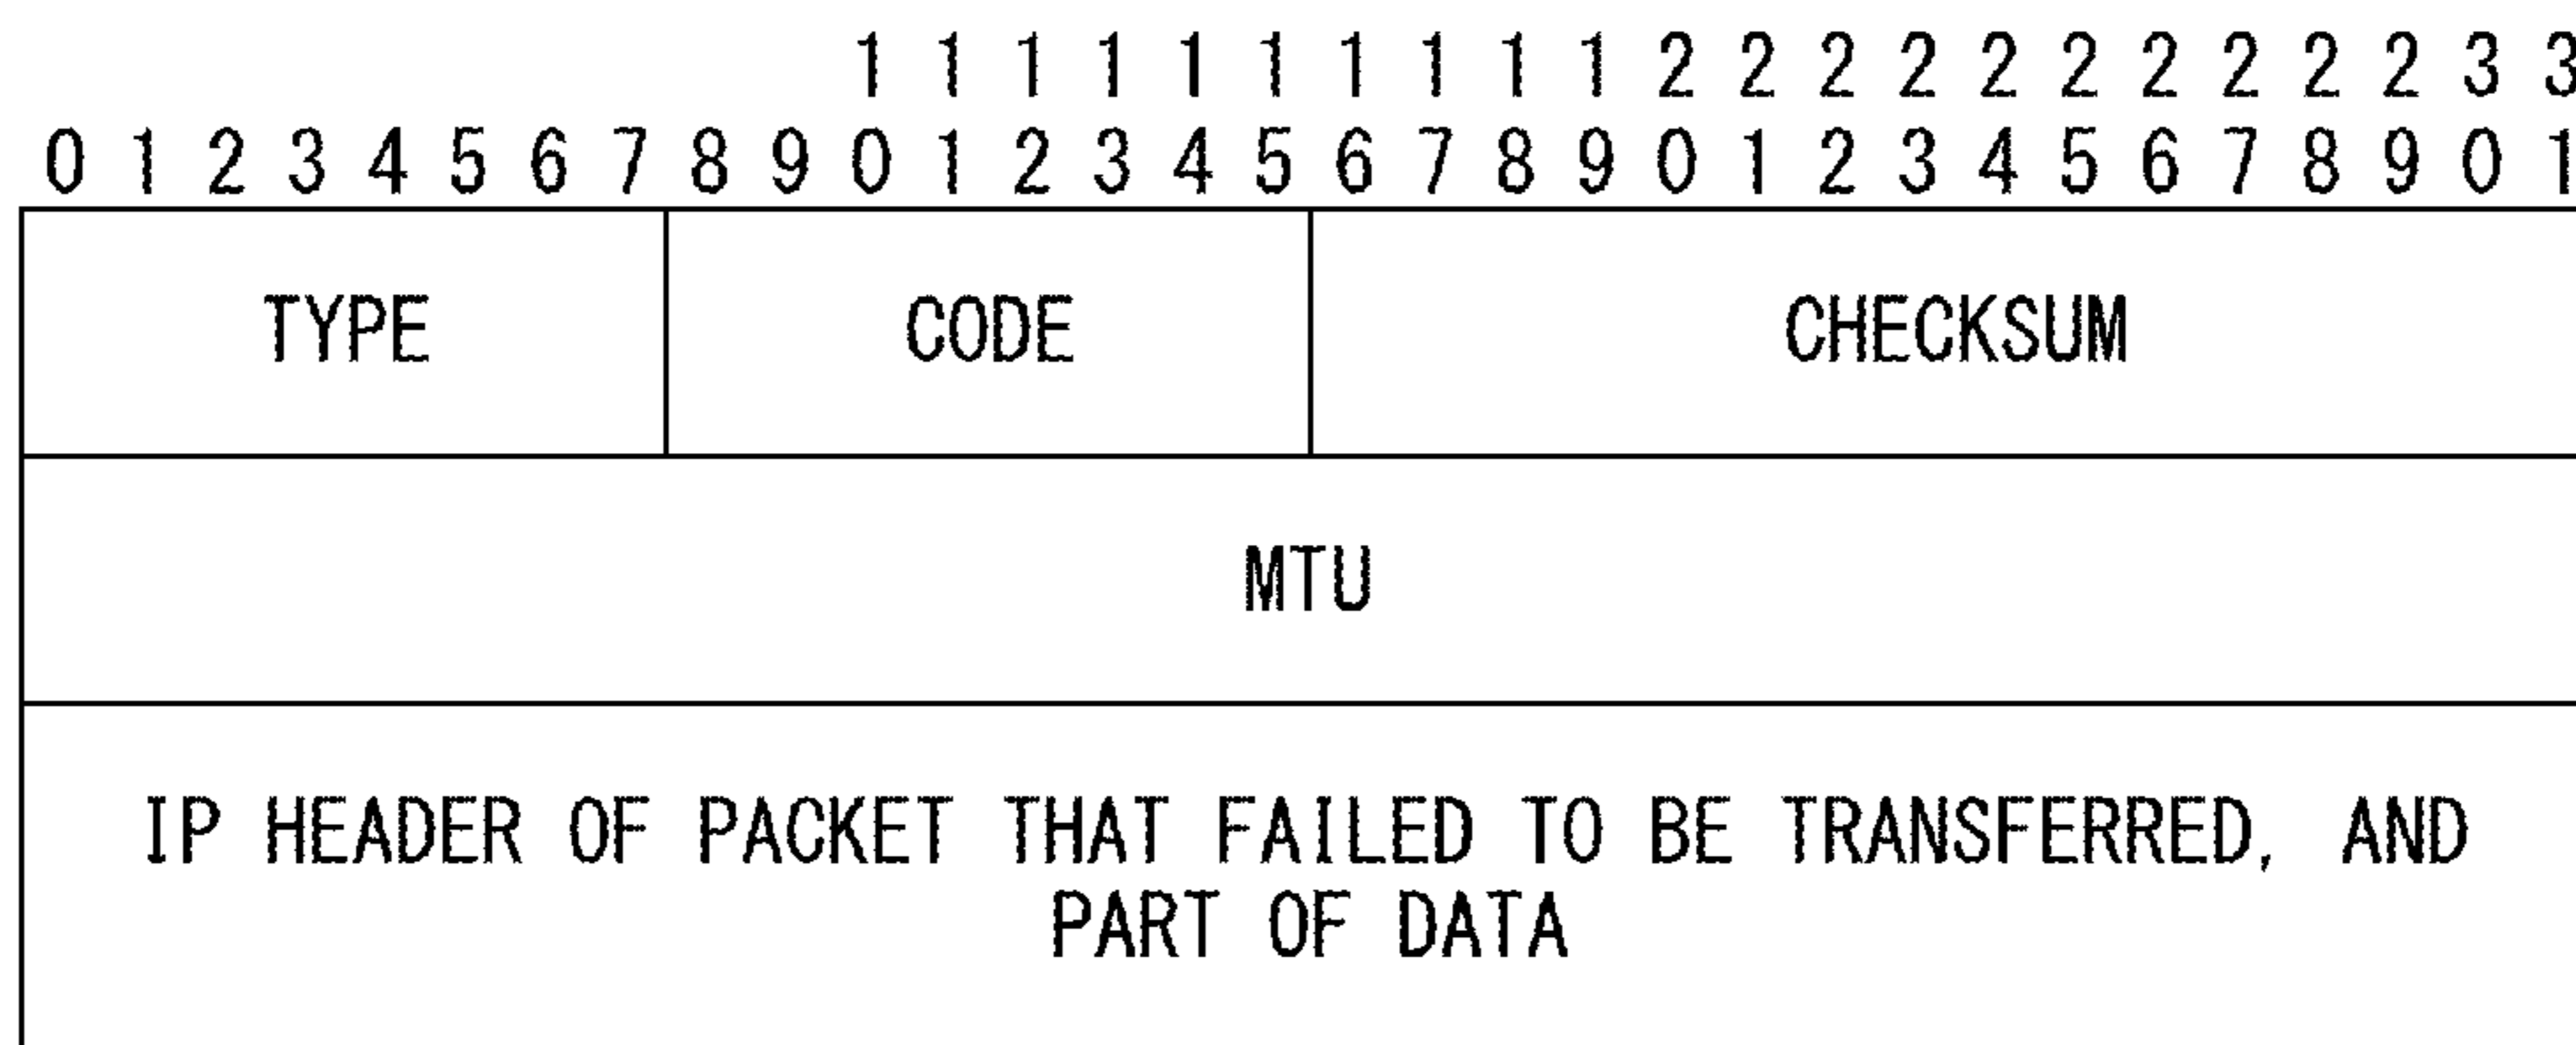 1 1 1 1 1 1 1 1 1 1 2 2 2 2 2 2 2 2 2 2 3 3
0 1 2 3 4 5 6 7 8 9 0 1 2 3 4 5 6 7 8 9 0 1 2 3 4 5 6 7 8 9 0 1
TYPE CODE CHECKSUM
MTU
IP HEADER OF PACKET THAT FAILED TO BE TRANSFERRED, AND
PART OF DATA